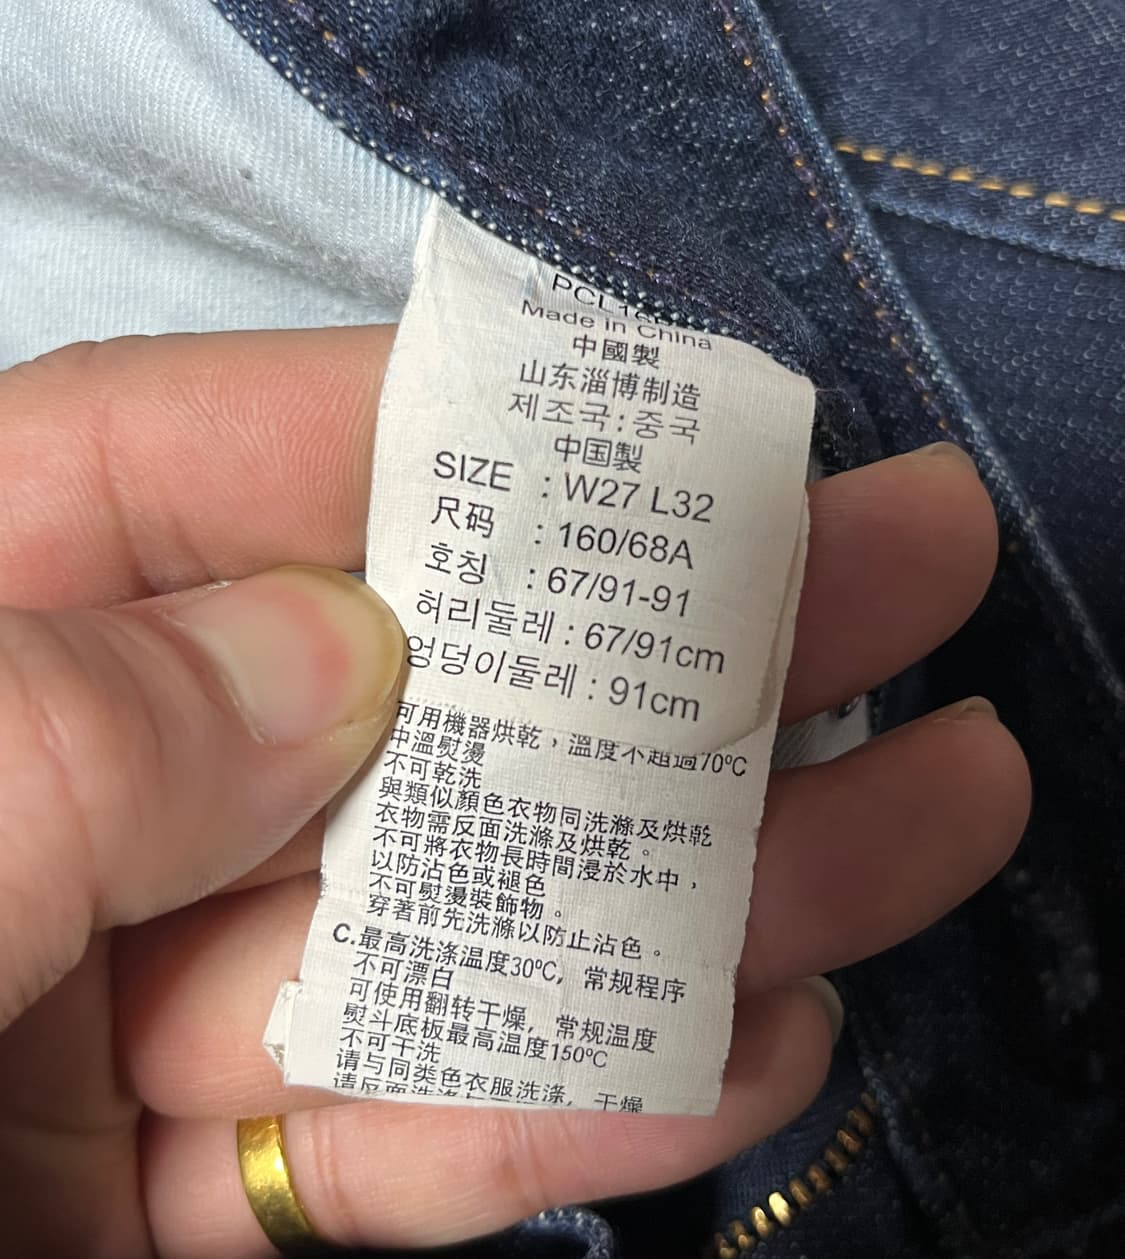 Made in China
中國製
山东淄博制造
제조국:중국
中国製
SIZE : W27 L32
尺码 : 160/68A
호칭 : 67/91-91
허리둘레 : 67/91cm
엉덩이둘레 : 91cm
可用機器烘乾，溫度不超過70ºC
中溫熨燙
不可乾洗
與類似顏色衣物同洗滌及烘乾
衣物需反面洗滌及烘乾。
不可將衣物長時間浸於水中，
以防沾色或褪色
不可熨燙裝飾物。
穿著前先洗滌以防止沾色。
C.最高洗涤温度30ºC, 常规程序
不可漂白
可使用翻转干燥, 常规温度
熨斗底板最高温度150ºC
不可干洗
请与同类色衣服洗涤, 干燥